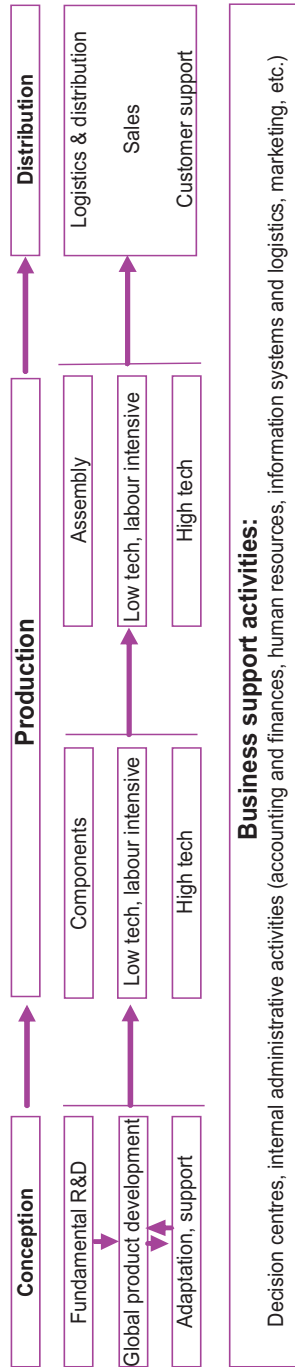 Conception
Production
Distribution
Fundamental R&D
Global product development
Adaptation, support
Components
Low tech, labour intensive
High tech
Assembly
Low tech, labour intensive
High tech
Logistics & distribution
Sales
Customer support
Business support activities:
Decision centres, internal administrative activities (accounting and finances, human resources, information systems and logistics, marketing, etc.)